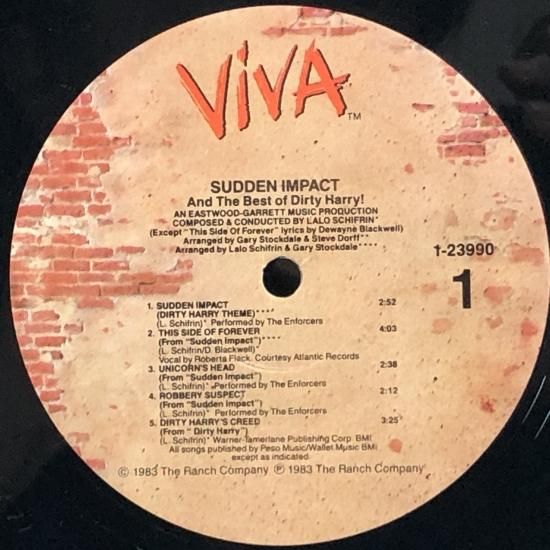 ViVA TM
SUDDEN IMPACT
And The Best of Dirty Harry!
AN EASTWOOD-GARRETT MUSIC PRODUCTION
COMPOSED & CONDUCTED BY LALO SCHIFRIN*
(Except "This Side Of Forever" lyrics by Dewayne Blackwell)
Arranged by Gary Stockdale & Steve Dorff**
Arranged by Lalo Schifrin & Gary Stockdale****
1-23990
1
1. SUDDEN IMPACT 2:52
(DIRTY HARRY THEME)****
(L. Schifrin)* Performed by The Enforcers
2. THIS SIDE OF FOREVER 4:03
(From "Sudden Impact")****
(L. Schifrin/D. Blackwell)*
Vocal by Roberta Flack. Courtesy Atlantic Records
3. UNICORN'S HEAD 2:38
(From "Sudden Impact")
(L. Schifrin)* Performed by The Enforcers
4. ROBBERY SUSPECT 2:12
(From "Sudden Impact")
(L. Schifrin)* Performed by The Enforcers
5. DIRTY HARRY'S CREED 3:25
(From "Dirty Harry")
(L. Schifrin)* Warner-Tamerlane Publishing Corp. BMI
All songs published by Peso Music/Wallet Music BMI
except as indicated.
© 1983 The Ranch Company ℗ 1983 The Ranch Company